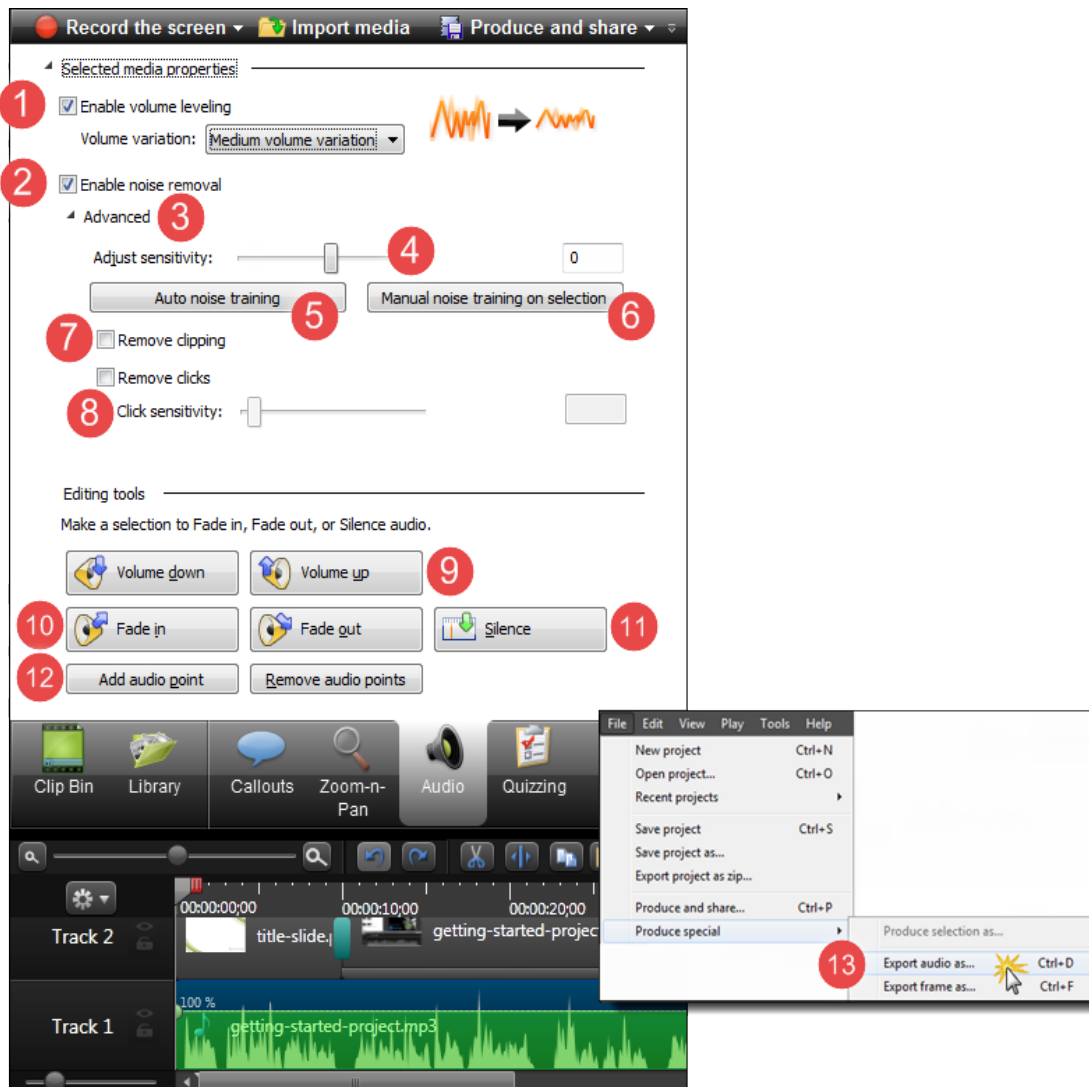 Record the screen Import media Produce and share
Selected media properties
1 Enable volume leveling
Volume variation: Medium volume variation
2 Enable noise removal
Advanced 3
Adjust sensitivity: 4 0
Auto noise training 5 Manual noise training on selection 6
7 Remove clipping
Remove clicks
8 Click sensitivity:
Editing tools
Make a selection to Fade in, Fade out, or Silence audio.
Volume down Volume up 9
10 Fade in Fade out Silence 11
12 Add audio point Remove audio points
Clip Bin Library Callouts Zoom-n-Pan Audio Quizzing
File Edit View Play Tools Help
New project Ctrl+N
Open project... Ctrl+O
Recent projects
Save project Ctrl+S
Save project as...
Export project as zip...
Produce and share... Ctrl+P
Produce special
Produce selection as...
13 Export audio as... Ctrl+D
Export frame as... Ctrl+F
00:00:00;00 00:00:10;00 00:00:20;00
Track 2 title-slide.p getting-started-projec
100 %
Track 1 getting-started-project.mp3